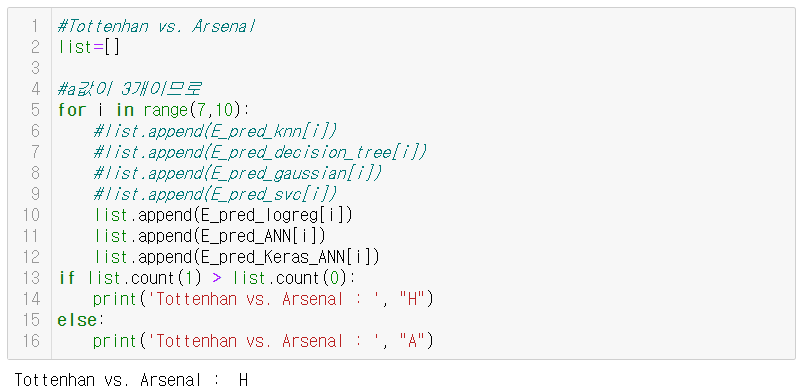 1 #Tottenhan vs. Arsenal
2 list=[]
3
4 #a값이 3개이므로
5 for i in range(7,10):
6     #list.append(E_pred_knn[i])
7     #list.append(E_pred_decision_tree[i])
8     #list.append(E_pred_gaussian[i])
9     #list.append(E_pred_svc[i])
10     list.append(E_pred_logreg[i])
11     list.append(E_pred_ANN[i])
12     list.append(E_pred_Keras_ANN[i])
13 if list.count(1) > list.count(0):
14     print('Tottenhan vs. Arsenal : ', "H")
15 else:
16     print('Tottenhan vs. Arsenal : ', "A")
Tottenhan vs. Arsenal :  H